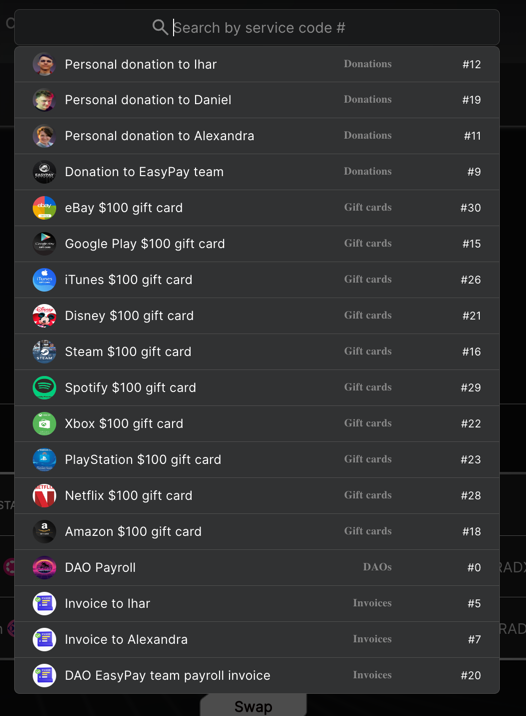 Search by service code #
Personal donation to Ihar Donations #12
Personal donation to Daniel Donations #19
Personal donation to Alexandra Donations #11
Donation to EasyPay team Donations #9
eBay $100 gift card Gift cards #30
Google Play $100 gift card Gift cards #15
iTunes $100 gift card Gift cards #26
Disney $100 gift card Gift cards #21
Steam $100 gift card Gift cards #16
Spotify $100 gift card Gift cards #29
Xbox $100 gift card Gift cards #22
PlayStation $100 gift card Gift cards #23
Netflix $100 gift card Gift cards #28
Amazon $100 gift card Gift cards #18
DAO Payroll DAOs #0
Invoice to Ihar Invoices #5
Invoice to Alexandra Invoices #7
DAO EasyPay team payroll invoice Invoices #20
Swap